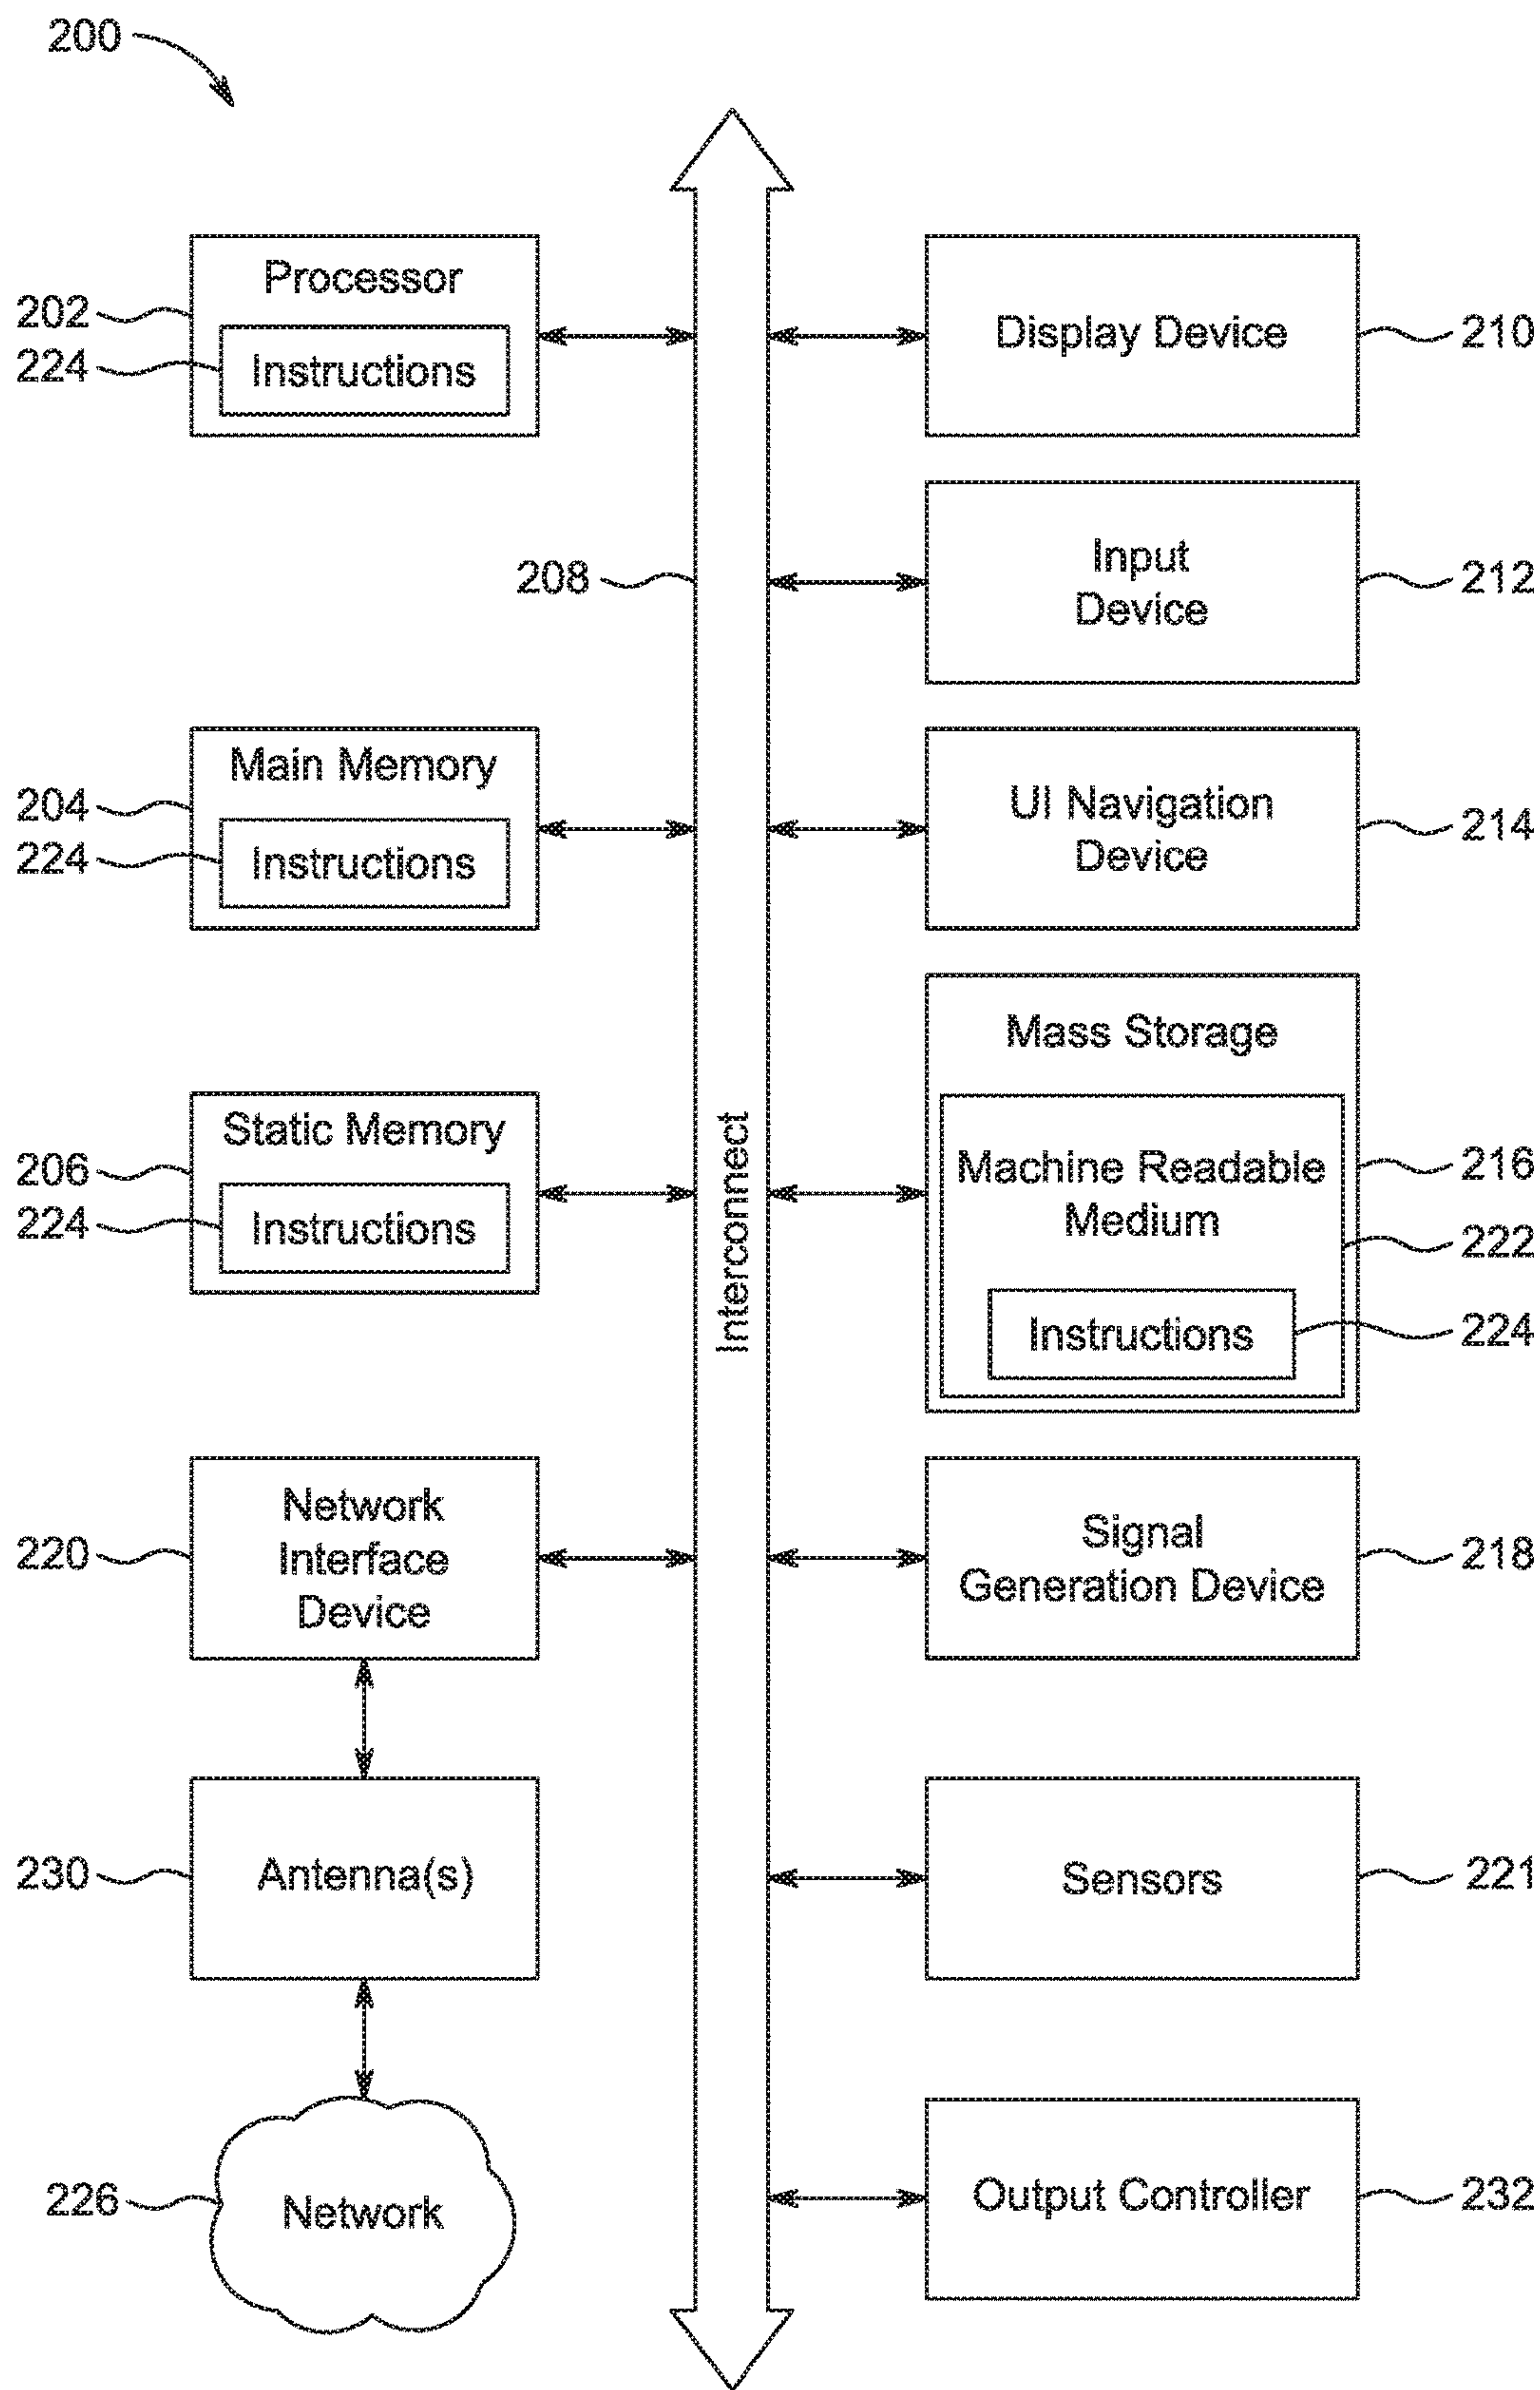 200
Processor
202
224
Instructions
Display Device
210
208
Input
Device
212
Main Memory
204
224
Instructions
UI Navigation
Device
214
Static Memory
206
224
Instructions
Interconnect
Mass Storage
Machine Readable
Medium
216
222
Instructions
224
Network
Interface
Device
220
Signal
Generation Device
218
230
Antenna(s)
Sensors
221
226
Network
Output Controller
232